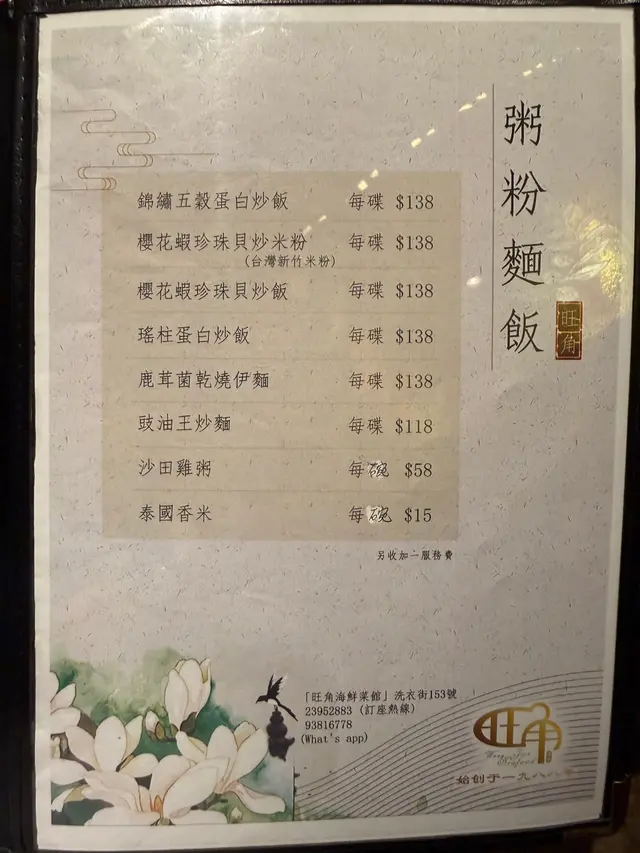 粥粉麵飯
旺角
錦繡五穀蛋白炒飯 每碟 $138
櫻花蝦珍珠貝炒米粉 每碟 $138
(台灣新竹米粉)
櫻花蝦珍珠貝炒飯 每碟 $138
瑤柱蛋白炒飯 每碟 $138
鹿茸菌乾燒伊麵 每碟 $138
豉油王炒麵 每碟 $118
沙田雞粥 每碗 $58
泰國香米 每碗 $15
另收加一服務費
「旺角海鮮菜館」洗衣街153號
23952883 (訂座熱線)
93816778
(What's app)
旺角
始创于一九八